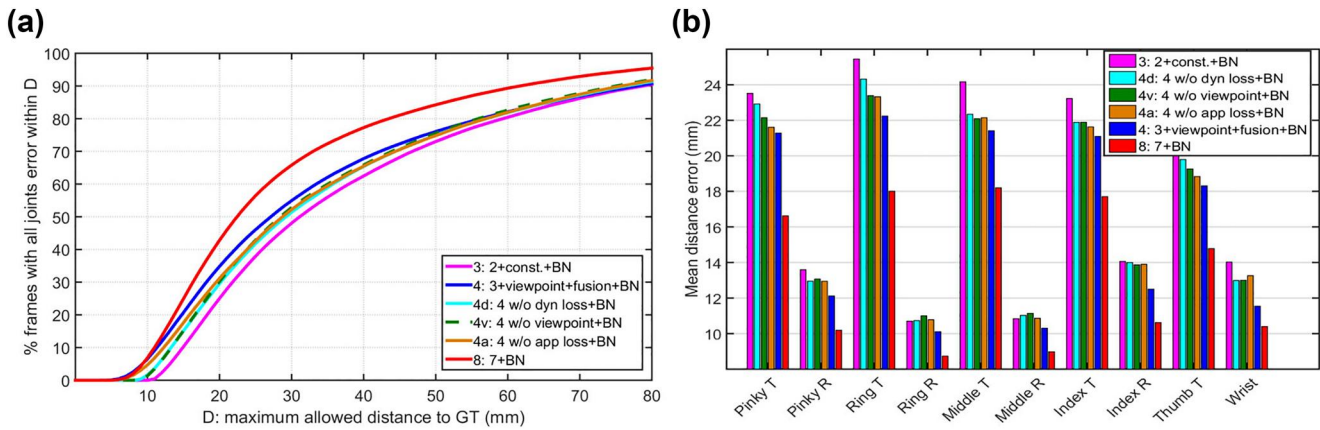 (a)
% frames with all joints error within D
100
90
80
70
60
50
40
30
20
10
0
10 20 30 40 50 60 70 80
D: maximum allowed distance to GT (mm)
3: 2+const.+BN
4: 3+viewpoint+fusion+BN
4d: 4 w/o dyn loss+BN
4v: 4 w/o viewpoint+BN
4a: 4 w/o app loss+BN
8: 7+BN
(b)
Mean distance error (mm)
24
22
20
18
16
14
12
10
3: 2+const.+BN
4d: 4 w/o dyn loss+BN
4v: 4 w/o viewpoint+BN
4a: 4 w/o app loss+BN
4: 3+viewpoint+fusion+BN
8: 7+BN
Pinky T
Pinky R
Ring T
Ring R
Middle T
Middle R
Index T
Index R
Thumb T
Wrist